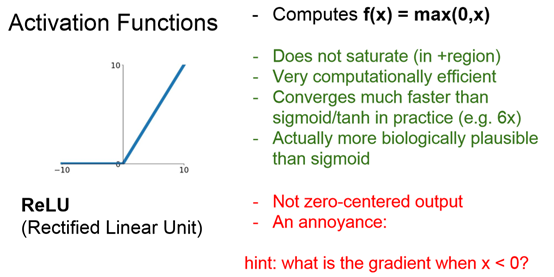 Activation Functions
10
0
-10
10
ReLU
(Rectified Linear Unit)
- Computes f(x) = max(0,x)
- Does not saturate (in +region)
- Very computationally efficient
- Converges much faster than
sigmoid/tanh in practice (e.g. 6x)
- Actually more biologically plausible
than sigmoid
- Not zero-centered output
- An annoyance:
hint: what is the gradient when x < 0?